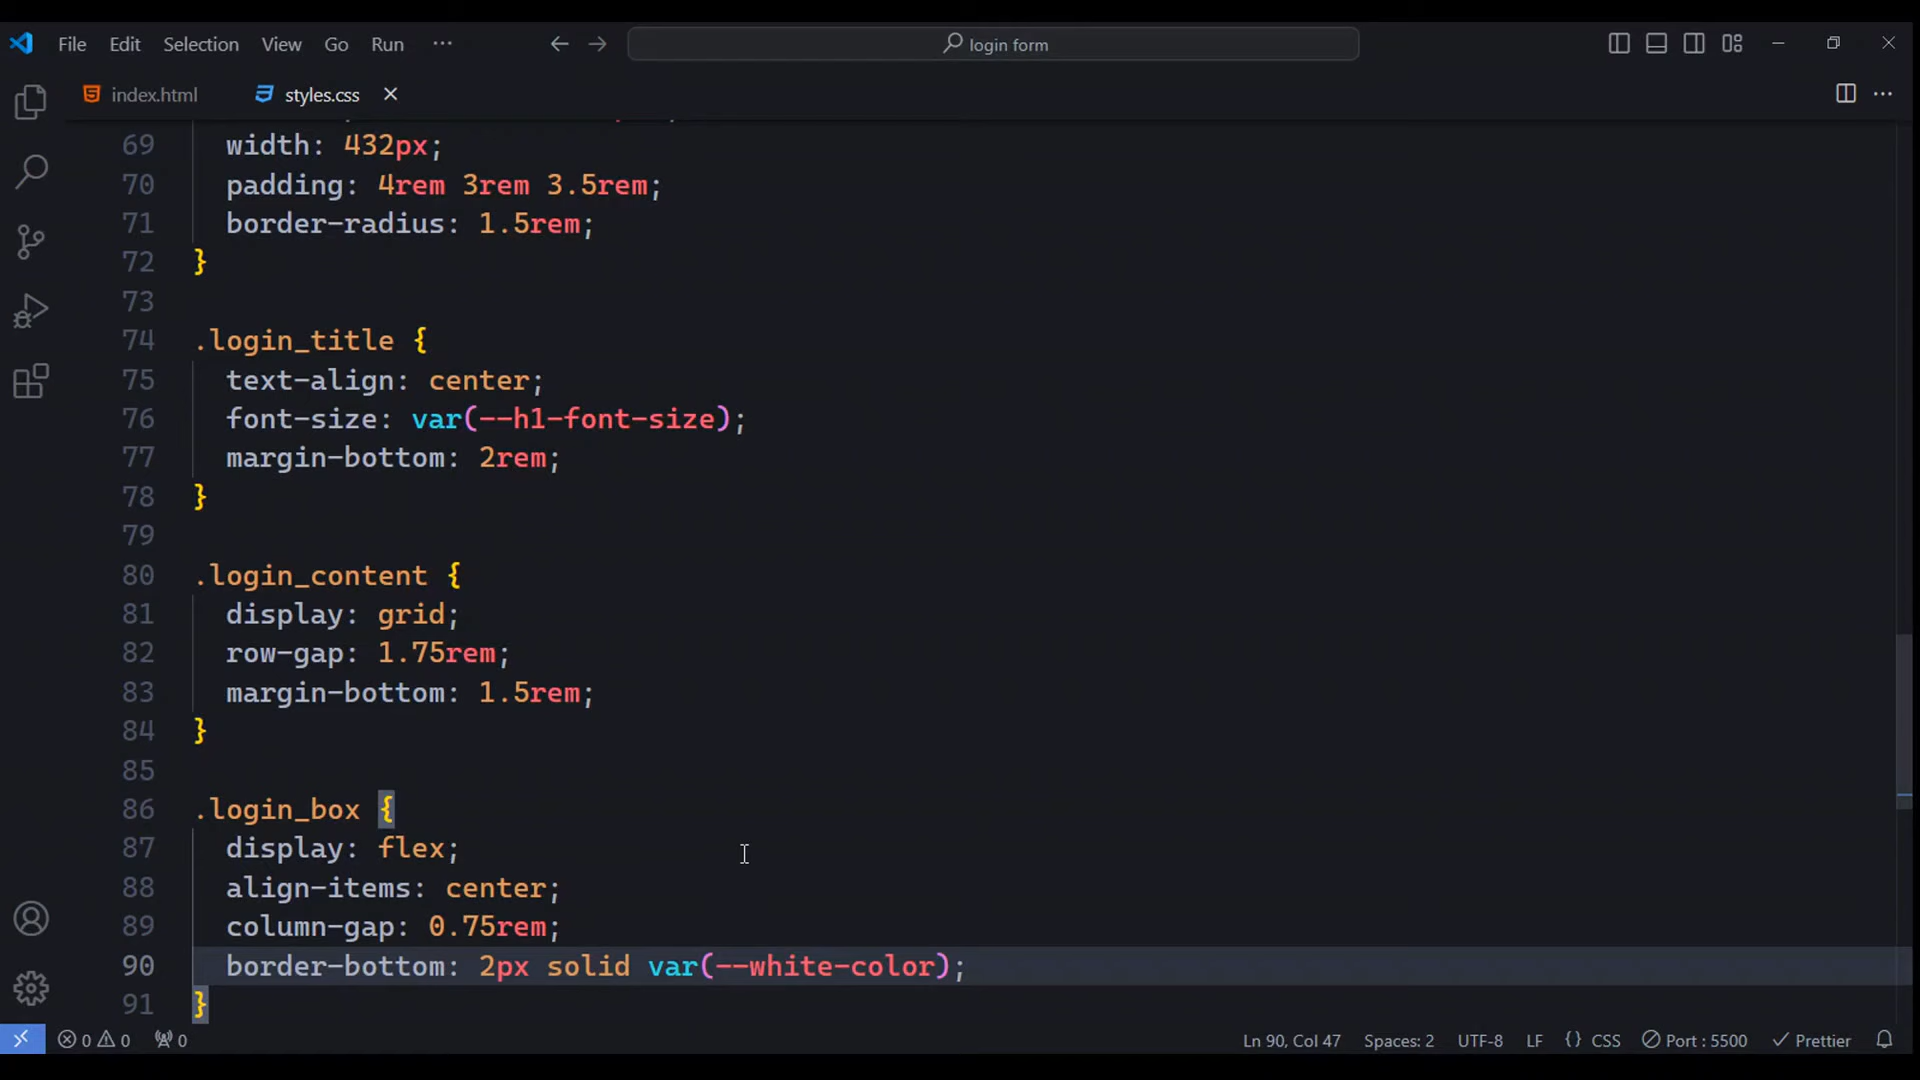 File Edit Selection View Go Run ··· login form
index.html styles.css
69 width: 432px;
70 padding: 4rem 3rem 3.5rem;
71 border-radius: 1.5rem;
72 }
73
74 .login_title {
75 text-align: center;
76 font-size: var(--h1-font-size);
77 margin-bottom: 2rem;
78 }
79
80 .login_content {
81 display: grid;
82 row-gap: 1.75rem;
83 margin-bottom: 1.5rem;
84 }
85
86 .login_box {
87 display: flex;
88 align-items: center;
89 column-gap: 0.75rem;
90 border-bottom: 2px solid var(--white-color);
91 }
0 0 0 Ln 90, Col 47 Spaces: 2 UTF-8 LF {} CSS Port : 5500 Prettier